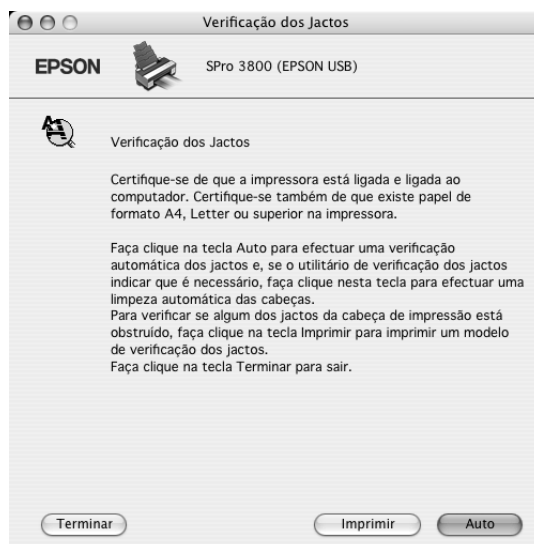 Verificação dos Jactos
EPSON
SPro 3800 (EPSON USB)
Verificação dos Jactos
Certifique-se de que a impressora está ligada e ligada ao
computador. Certifique-se também de que existe papel de
formato A4, Letter ou superior na impressora.
Faça clique na tecla Auto para efectuar uma verificação
automática dos jactos e, se o utilitário de verificação dos jactos
indicar que é necessário, faça clique nesta tecla para efectuar uma
limpeza automática das cabeças.
Para verificar se algum dos jactos da cabeça de impressão está
obstruído, faça clique na tecla Imprimir para imprimir um modelo
de verificação dos jactos.
Faça clique na tecla Terminar para sair.
Terminar
Imprimir
Auto